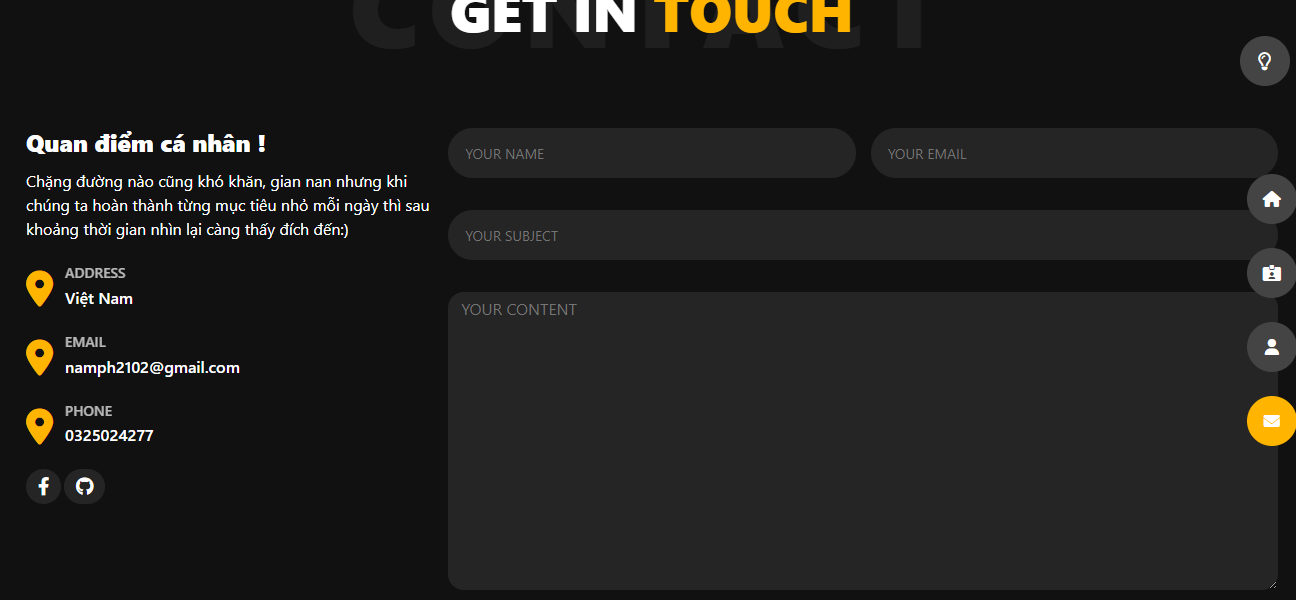 CONTACT
GET IN TOUCH
Quan điểm cá nhân !
Chặng đường nào cũng khó khăn, gian nan nhưng khi
chúng ta hoàn thành từng mục tiêu nhỏ mỗi ngày thì sau
khoảng thời gian nhìn lại càng thấy đích đến:)
ADDRESS
Việt Nam
EMAIL
namph2102@gmail.com
PHONE
0325024277
YOUR NAME
YOUR EMAIL
YOUR SUBJECT
YOUR CONTENT